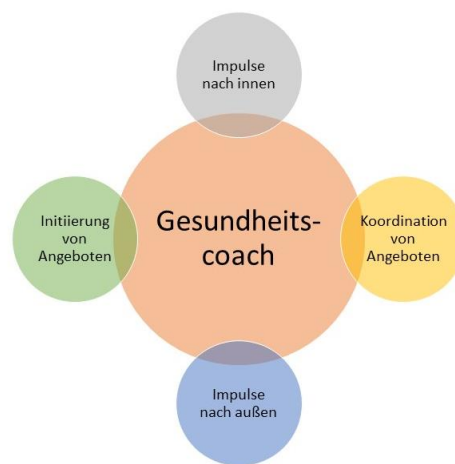 Impulse
nach innen
Initiierung
von
Angeboten
Gesundheits-
coach
Koordination
von
Angeboten
Impulse
nach außen